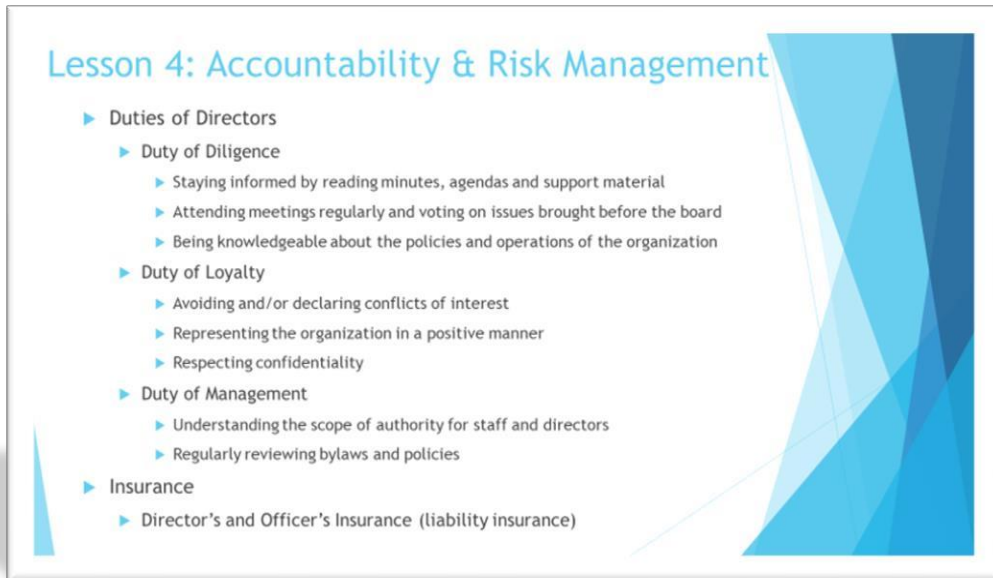 Lesson 4: Accountability & Risk Management
Duties of Directors
Duty of Diligence
Staying informed by reading minutes, agendas and support material
Attending meetings regularly and voting on issues brought before the board
Being knowledgeable about the policies and operations of the organization
Duty of Loyalty
Avoiding and/or declaring conflicts of interest
Representing the organization in a positive manner
Respecting confidentiality
Duty of Management
Understanding the scope of authority for staff and directors
Regularly reviewing bylaws and policies
Insurance
Director's and Officer's Insurance (liability insurance)